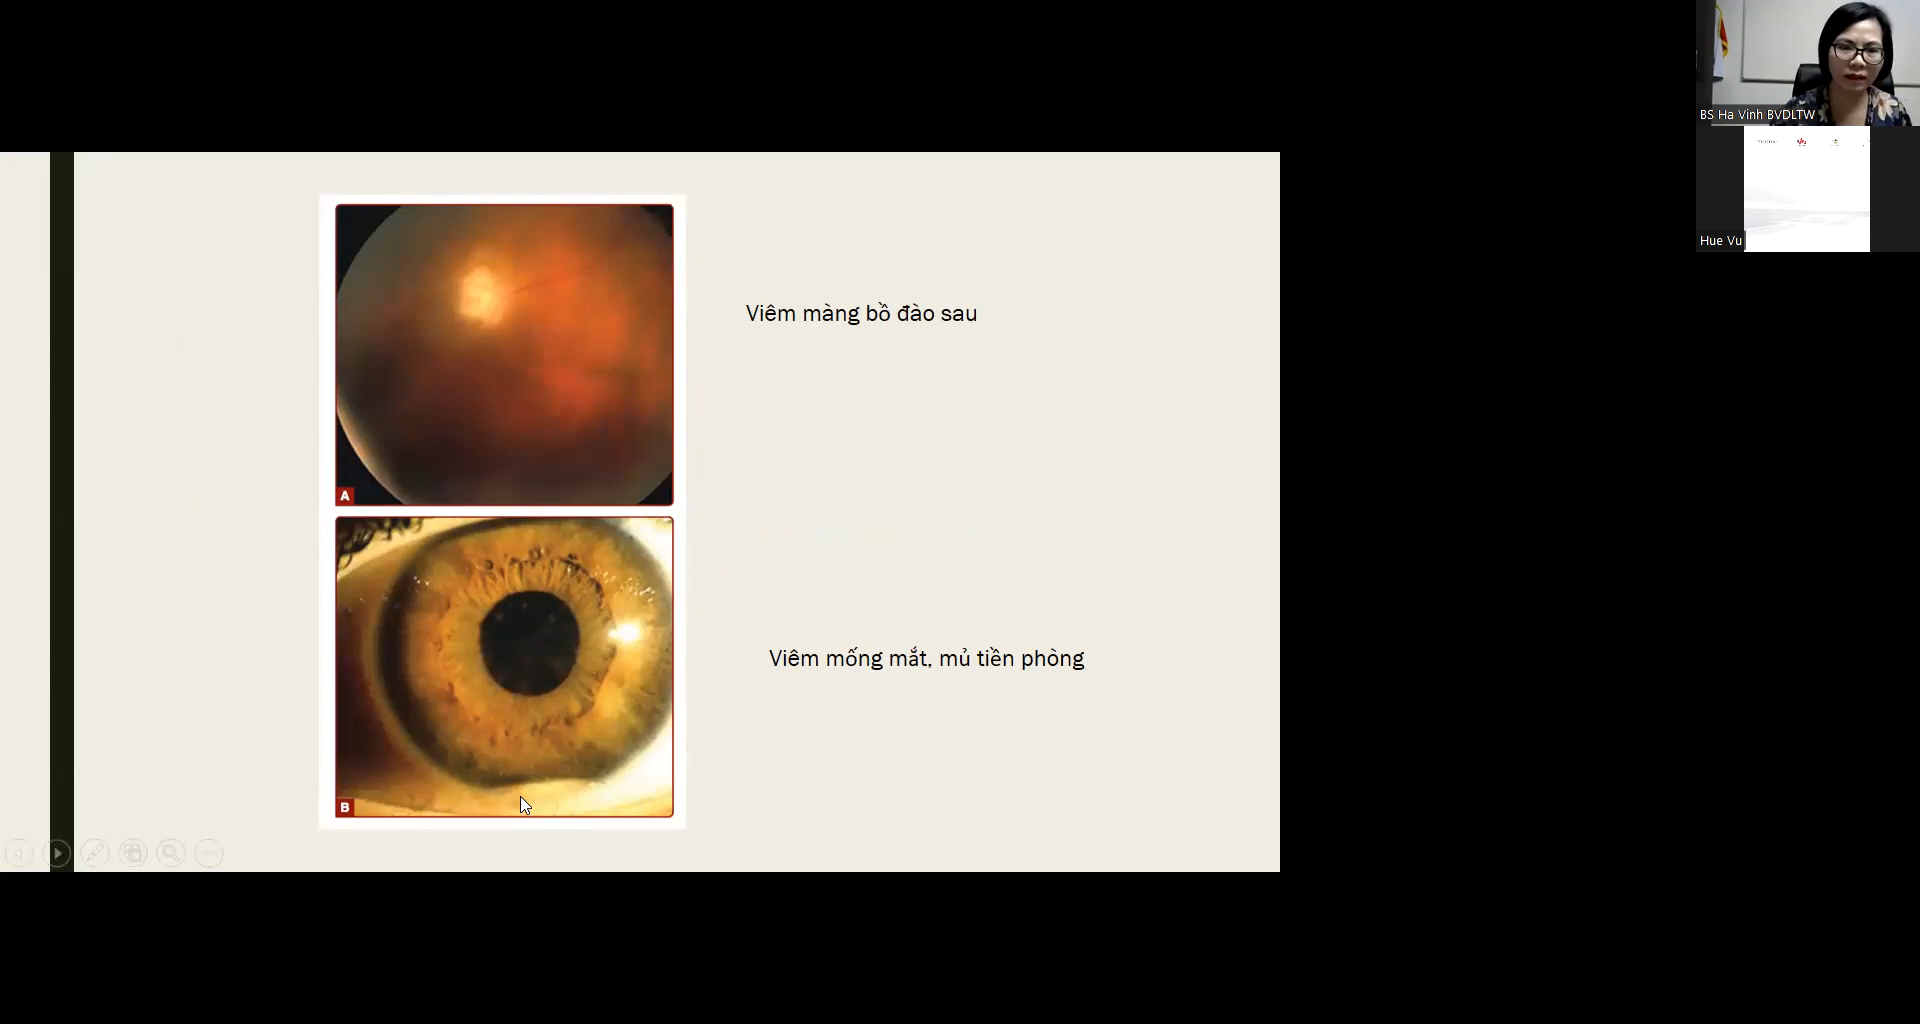 BS Ha Vinh BVDLTW
Hue Vu
A
Viêm màng bồ đào sau
B
Viêm mống mắt, mủ tiền phòng